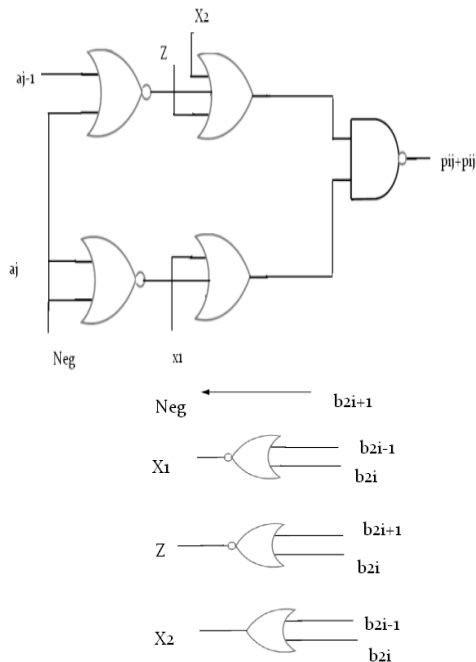 X2
Z
aj-1
pij+pij
aj
Neg
x1
Neg
b2i+1
X1
b2i-1
b2i
Z
b2i+1
b2i
X2
b2i-1
b2i